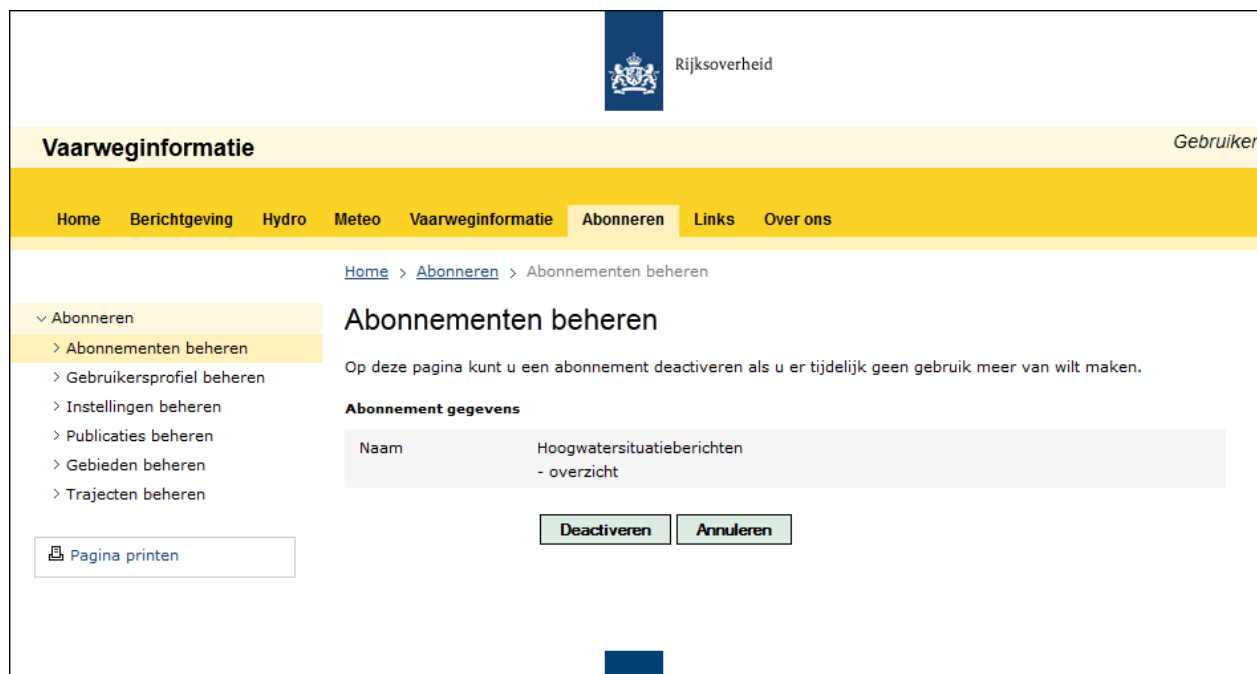 Rijksoverheid
Vaarweginformatie
Gebruiker
Home Berichtgeving Hydro Meteo Vaarweginformatie Abonneren Links Over ons
Home > Abonneren > Abonnementen beheren
Abonneren
> Abonnementen beheren
> Gebruikersprofiel beheren
> Instellingen beheren
> Publicaties beheren
> Gebieden beheren
> Trajecten beheren
Pagina printen
Abonnementen beheren
Op deze pagina kunt u een abonnement deactiveren als u er tijdelijk geen gebruik meer van wilt maken.
Abonnement gegevens
Naam Hoogwatersituatieberichten
- overzicht
Deactiveren Annuleren